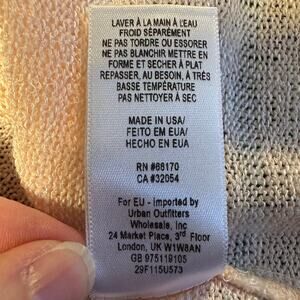 LAVER À LA MAIN À L'EAU
FROID SÉPARÉMENT
NE PAS TORDRE OU ESSORER
NE PAS BLANCHIR METTRE EN
FORME ET SECHER À PLAT
REPASSER, AU BESOIN, À TRÈS
BASSE TEMPÉRATURE
PAS NETTOYER À SEC
MADE IN USA/
FEITO EM EUA/
HECHO EN EUA
RN #66170
CA #32054
For EU - Imported by
Urban Outfitters
Wholesale, Inc
24 Market Place, 3rd Floor
London, UK W1W8AN
GB 975119105
29F115U573